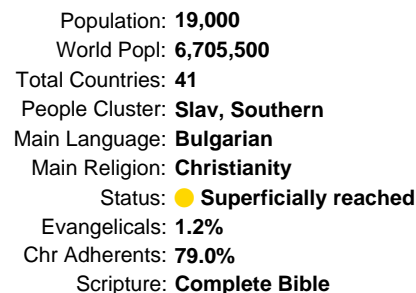 Population: 19,000
World Popl: 6,705,500
Total Countries: 41
People Cluster: Slav, Southern
Main Language: Bulgarian
Main Religion: Christianity
Status: Superficially reached
Evangelicals: 1.2%
Chr Adherents: 79.0%
Scripture: Complete Bible